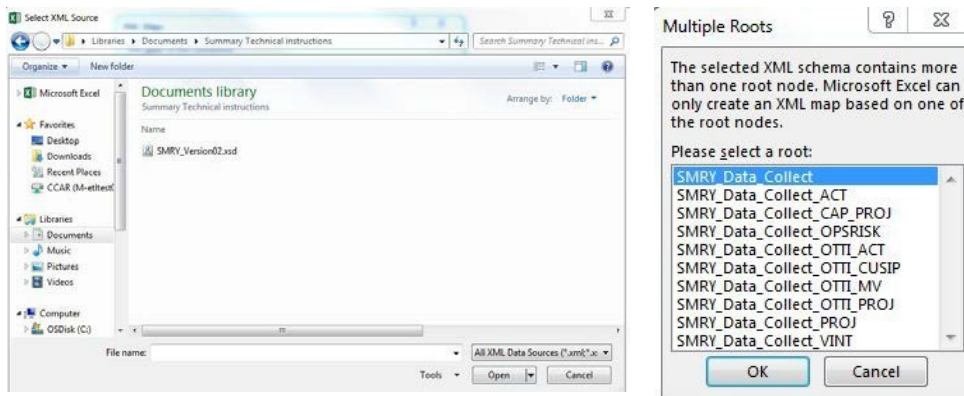 Select XML Source
Libraries ▸ Documents ▸ Summary Technical instructions
Search Summary Technical ins...
Organize
New folder
Microsoft Excel
Favorites
Desktop
Downloads
Recent Places
Libraries
Documents
Music
Pictures
Videos
Computer
OSDisk (C:)
Documents library
Summary Technical instructions
Arrange by: Folder
Name
SMRY_Version02.xsd
File name:
All XML Data Sources
Tools
Open
Cancel
Multiple Roots
The selected XML schema contains more
than one root node. Microsoft Excel can
only create an XML map based on one of
the root nodes.
Please select a root:
SMRY_Data_Collect
SMRY_Data_Collect_ACT
SMRY_Data_Collect_CAP_PROJ
SMRY_Data_Collect_OPSRISK
SMRY_Data_Collect_OTTI_ACT
SMRY_Data_Collect_OTTI_CUSIP
SMRY_Data_Collect_OTTI_MV
SMRY_Data_Collect_OTTI_PROJ
SMRY_Data_Collect_PROJ
SMRY_Data_Collect_VINT
OK
Cancel